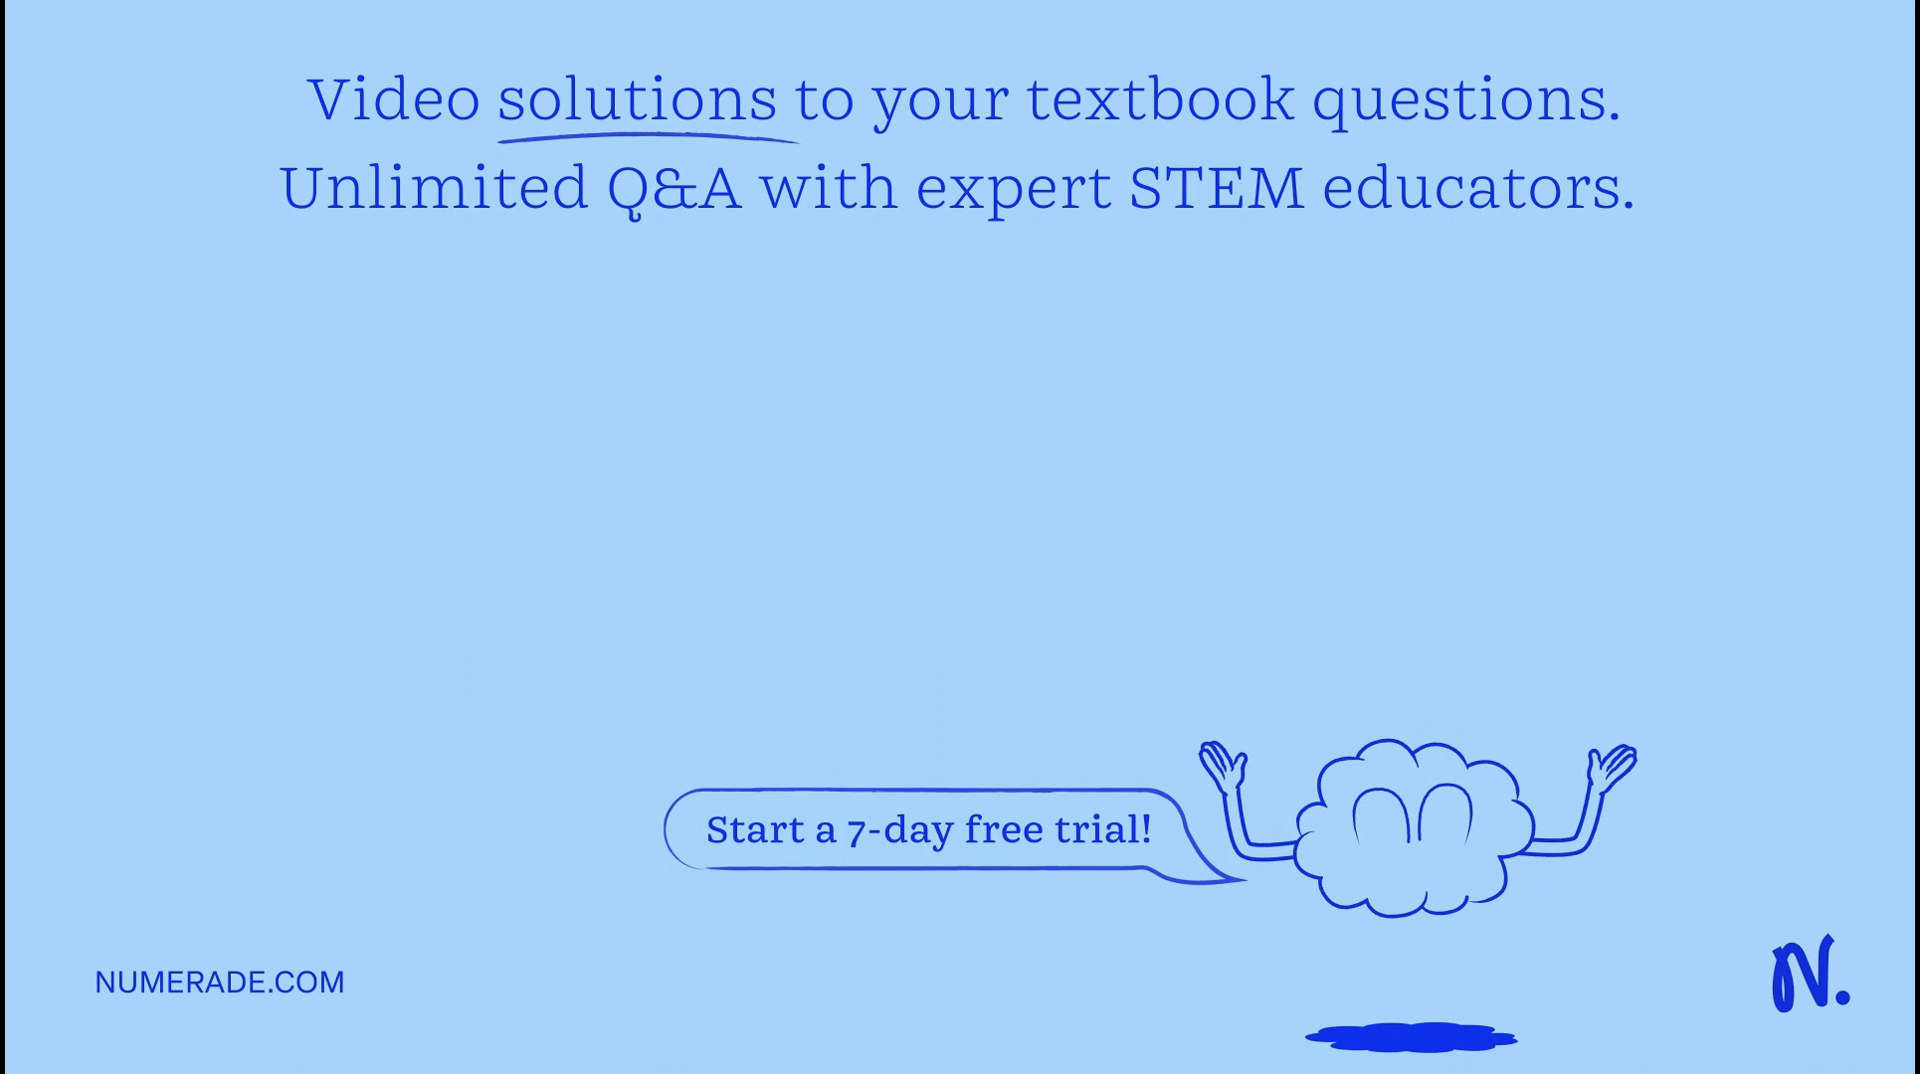 Video solutions to your textbook questions.
Unlimited Q&A with expert STEM educators.
Start a 7-day free trial!
NUMERADE.COM
N.